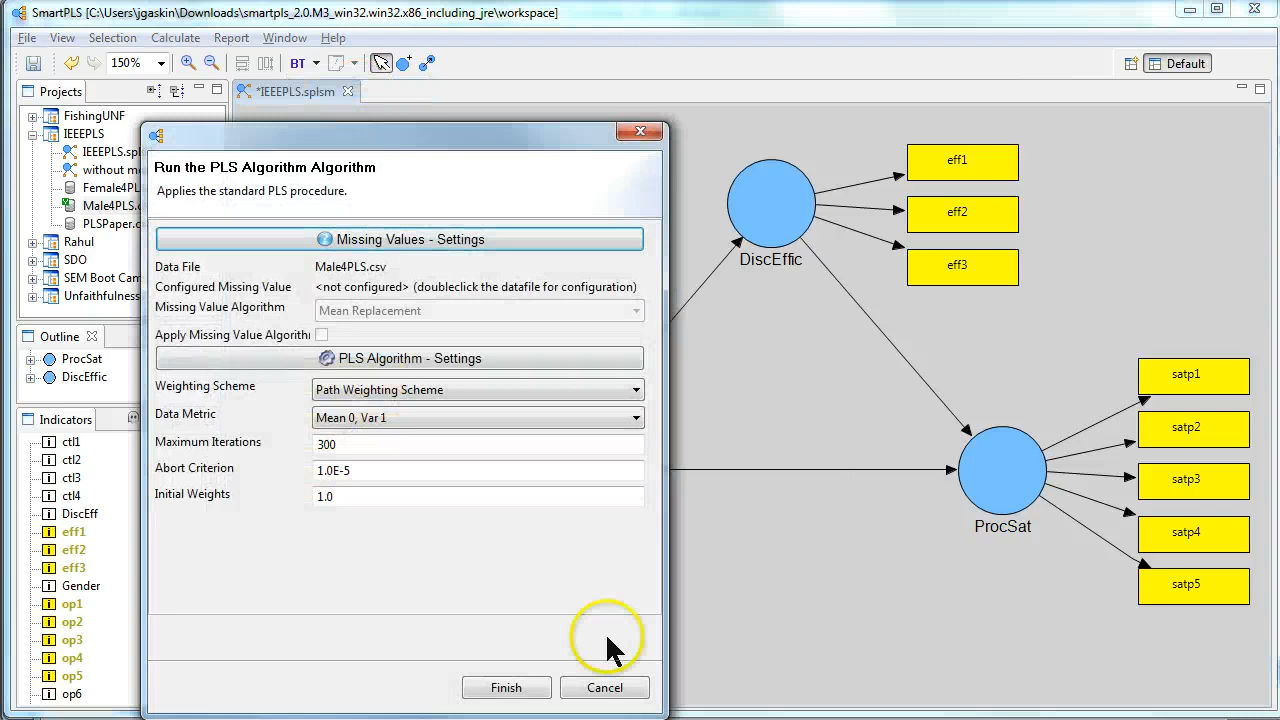 SmartPLS [C:\Users\jgaskin\Downloads\smartpls_2.0.M3_win32.win32.x86_including_jre\workspace]
File View Selection Calculate Report Window Help
150% BT Default
Projects
*IEEEPLS.splsm
FishingUNF
IEEEPLS
IEEEPLS.spl
without m
Female4PL
Male4PLS.c
PLSPaper.c
Rahul
SDO
SEM Boot Cam
Unfaithfulness
Outline
ProcSat
DiscEffic
Indicators
ctl1
ctl2
ctl3
ctl4
DiscEff
eff1
eff2
eff3
Gender
op1
op2
op3
op4
op5
op6
Run the PLS Algorithm Algorithm
Applies the standard PLS procedure.
Missing Values - Settings
Data File Male4PLS.csv
Configured Missing Value <not configured> (doubleclick the datafile for configuration)
Missing Value Algorithm Mean Replacement
Apply Missing Value Algorith
PLS Algorithm - Settings
Weighting Scheme Path Weighting Scheme
Data Metric Mean 0, Var 1
Maximum Iterations 300
Abort Criterion 1.0E-5
Initial Weights 1.0
Finish Cancel
DiscEffic
eff1
eff2
eff3
ProcSat
satp1
satp2
satp3
satp4
satp5